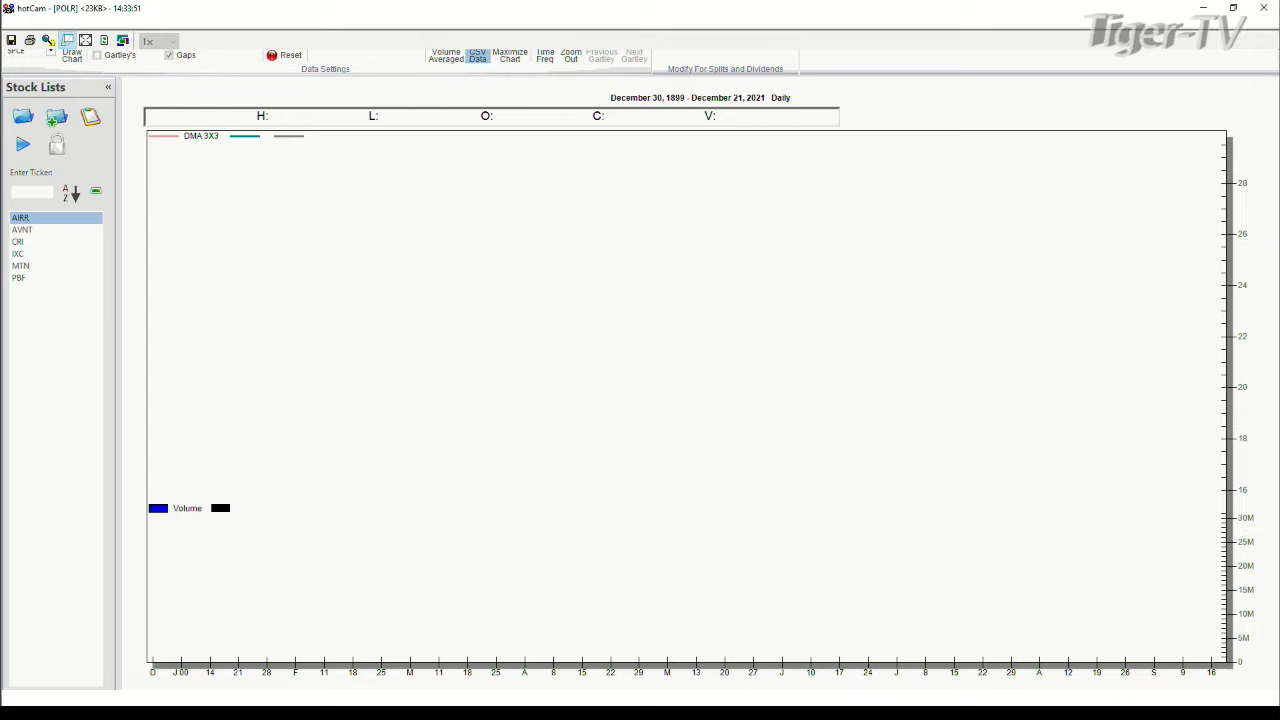 hotCam - [POLR] <23KB> - 14:33:51
Tiger-TV
1x
SPCE
Draw
Chart
Gartley's
Gaps
Reset
Volume
Averaged
CSV
Data
Maximize
Chart
Time
Freq
Zoom
Out
Previous
Gartley
Next
Gartley
Data Settings
Modify For Splits and Dividends
Stock Lists «
December 30, 1899 - December 21, 2021 Daily
H: L: O: C: V:
DMA 3X3
Enter Ticker:
A
Z
AIRR
AVNT
CRI
IXC
MTN
PBF
28
26
24
22
20
18
16
Volume
30M
25M
20M
15M
10M
5M
0
D J 00 14 21 28 F 11 18 25 M 11 18 25 A 8 15 22 29 M 13 20 27 J 10 17 24 J 8 15 22 29 A 12 19 26 S 9 16